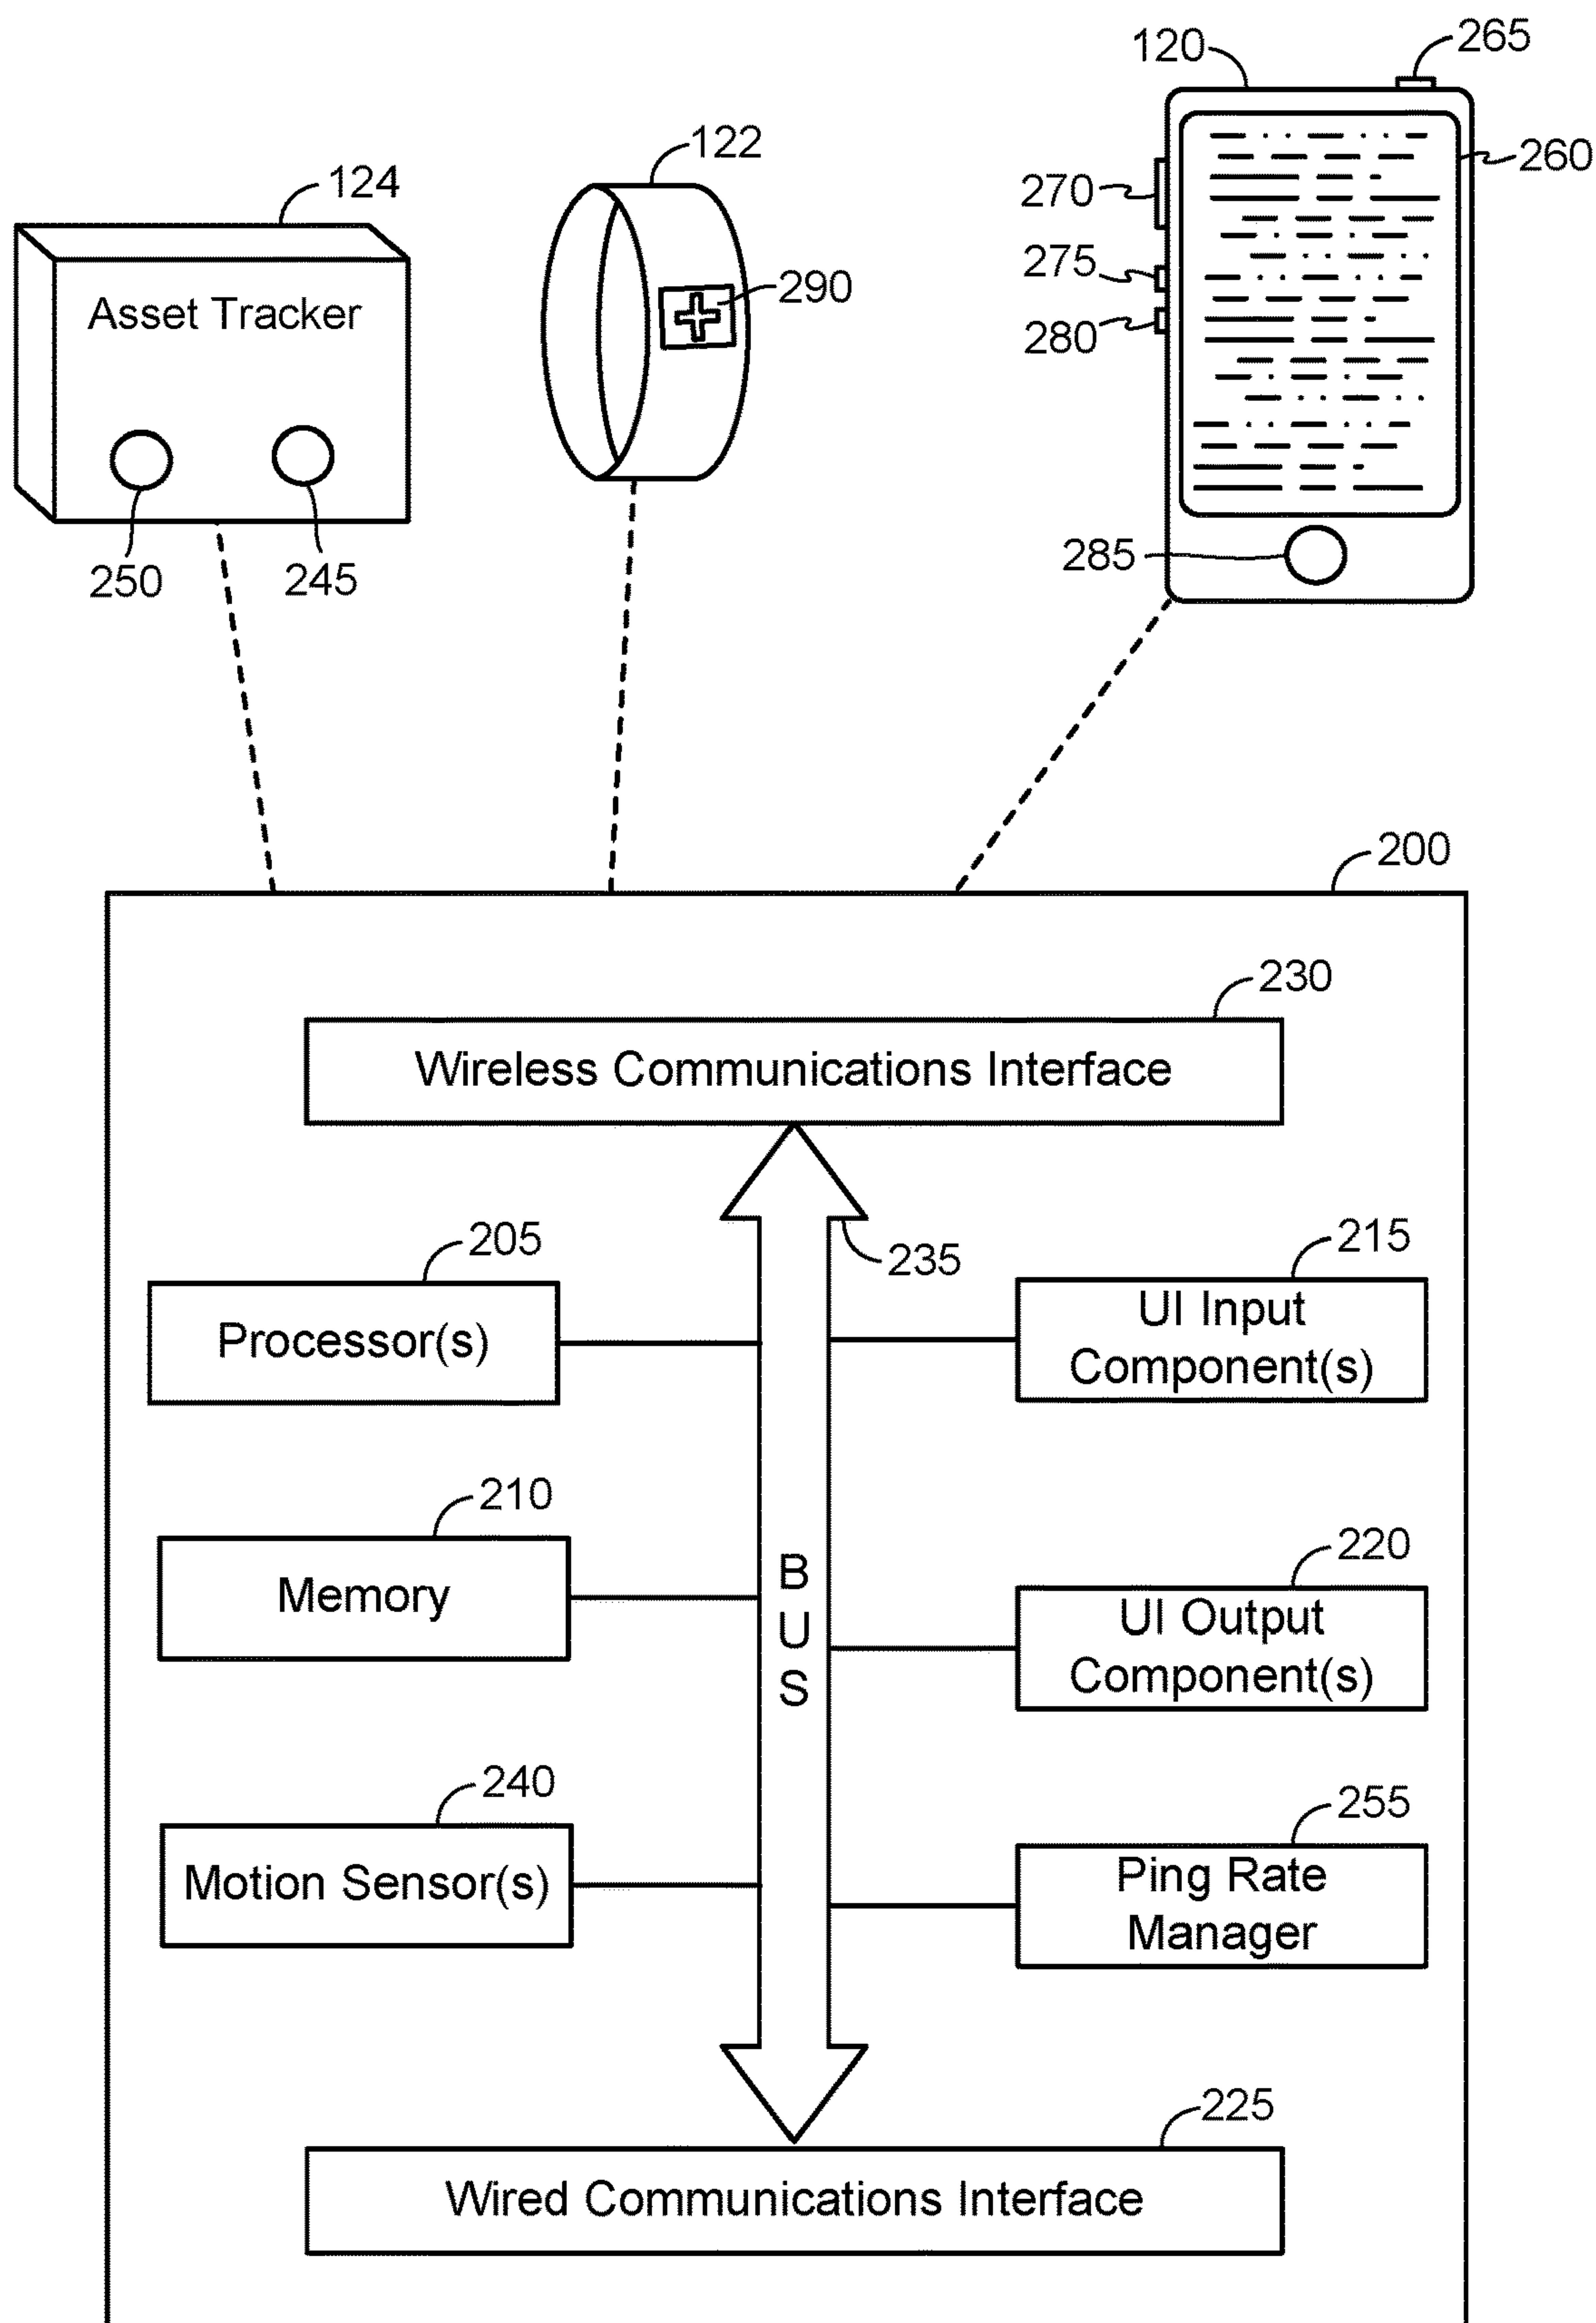 265
120
260
122
270
124
275
290
Asset Tracker
280
285
250
245
200
230
Wireless Communications Interface
205
215
235
UI Input
Component(s)
Processor(s)
210
220
Memory
B
U
S
UI Output
Component(s)
240
255
Motion Sensor(s)
Ping Rate
Manager
225
Wired Communications Interface